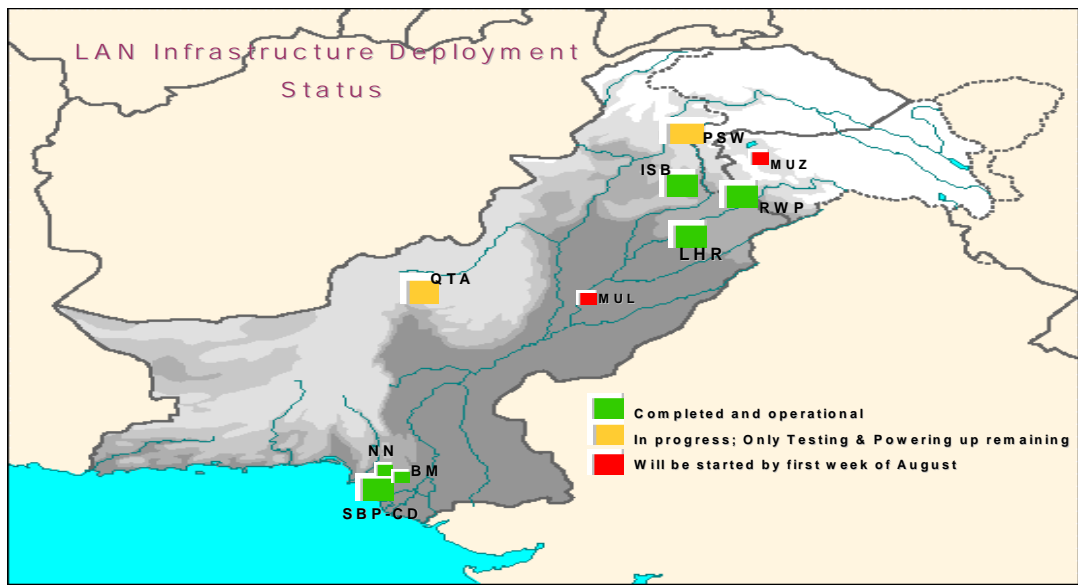 LAN Infrastructure Deployment
Status
PSW
MUZ
ISB
RWP
LHR
QTA
MUL
Completed and operational
In progress; Only Testing & Powering up remaining
Will be started by first week of August
NN
BM
SBP-CD